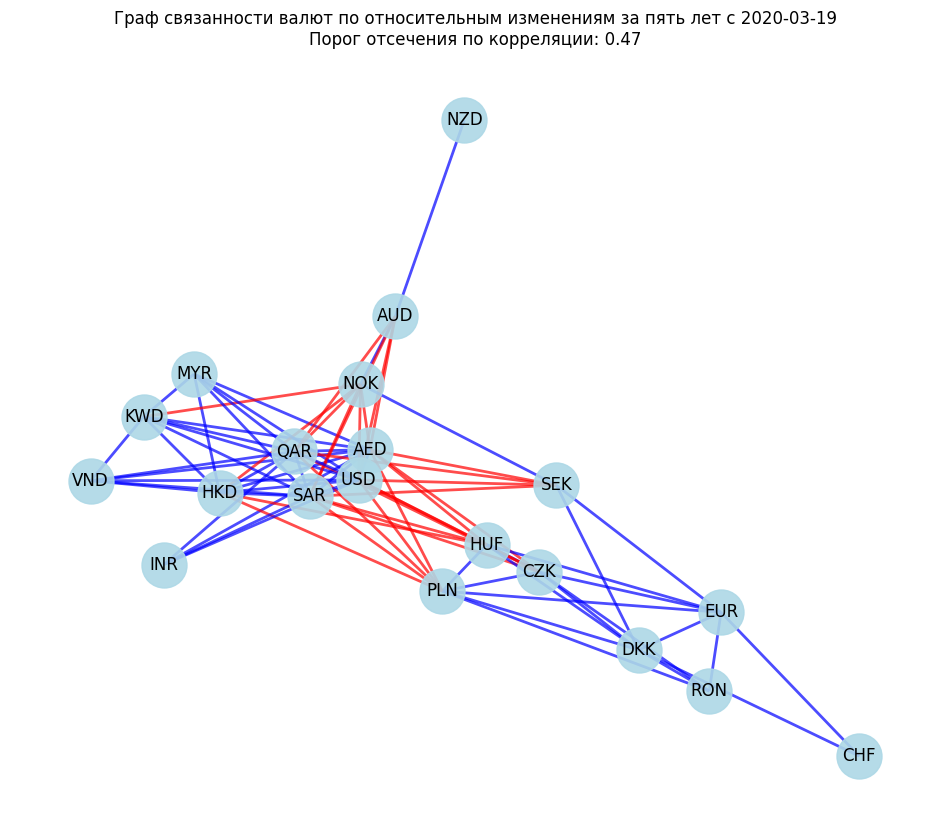 Граф связанности валют по относительным изменениям за пять лет с 2020-03-19
Порог отсечения по корреляции: 0.47
NZD
AUD
MYR
NOK
KWD
QAR
AED
VND
HKD
SAR
USD
SEK
INR
HUF
CZK
PLN
EUR
DKK
RON
CHF